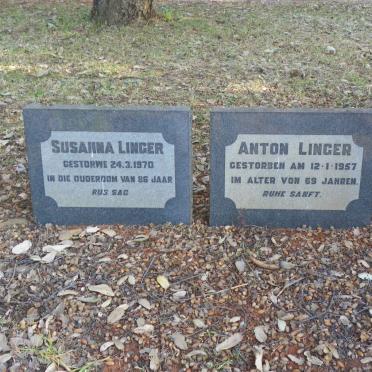 SUSANNA LINGER
GESTORWE 24.3.1970
IN DIE OUDERDOM VAN 86 JAAR
RUS SAG
ANTON LINGER
GESTORBEN AM 12-1-1957
IM ALTER VON 69 JAHREN.
RUHE SANFT.